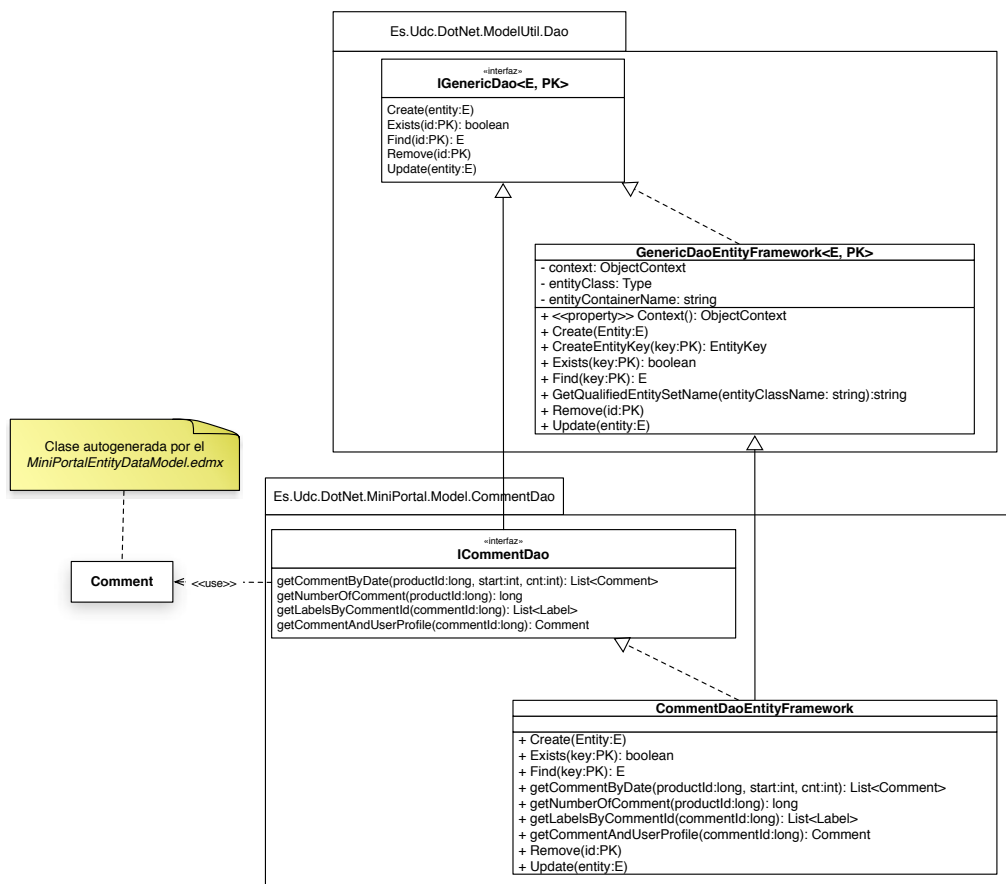 Es.Udc.DotNet.ModelUtil.Dao
«interfaz»
IGenericDao<E, PK>
Create(entity:E)
Exists(id:PK): boolean
Find(id:PK): E
Remove(id:PK)
Update(entity:E)
GenericDaoEntityFramework<E, PK>
- context: ObjectContext
- entityClass: Type
- entityContainerName: string
+ <<property>> Context(): ObjectContext
+ Create(Entity:E)
+ CreateEntityKey(key:PK): EntityKey
+ Exists(key:PK): boolean
+ Find(key:PK): E
+ GetQualifiedEntitySetName(entityClassName: string):string
+ Remove(id:PK)
+ Update(entity:E)
Clase autogenerada por el
MiniPortalEntityDataModel.edmx
Es.Udc.DotNet.MiniPortal.Model.CommentDao
Comment
<<use>>
«interfaz»
ICommentDao
getCommentByDate(productId:long, start:int, cnt:int): List<Comment>
getNumberOfComment(productId:long): long
getLabelsByCommentId(commentId:long): List<Label>
getCommentAndUserProfile(commentId:long): Comment
CommentDaoEntityFramework
+ Create(Entity:E)
+ Exists(key:PK): boolean
+ Find(key:PK): E
+ getCommentByDate(productId:long, start:int, cnt:int): List<Comment>
+ getNumberOfComment(productId:long): long
+ getLabelsByCommentId(commentId:long): List<Label>
+ getCommentAndUserProfile(commentId:long): Comment
+ Remove(id:PK)
+ Update(entity:E)